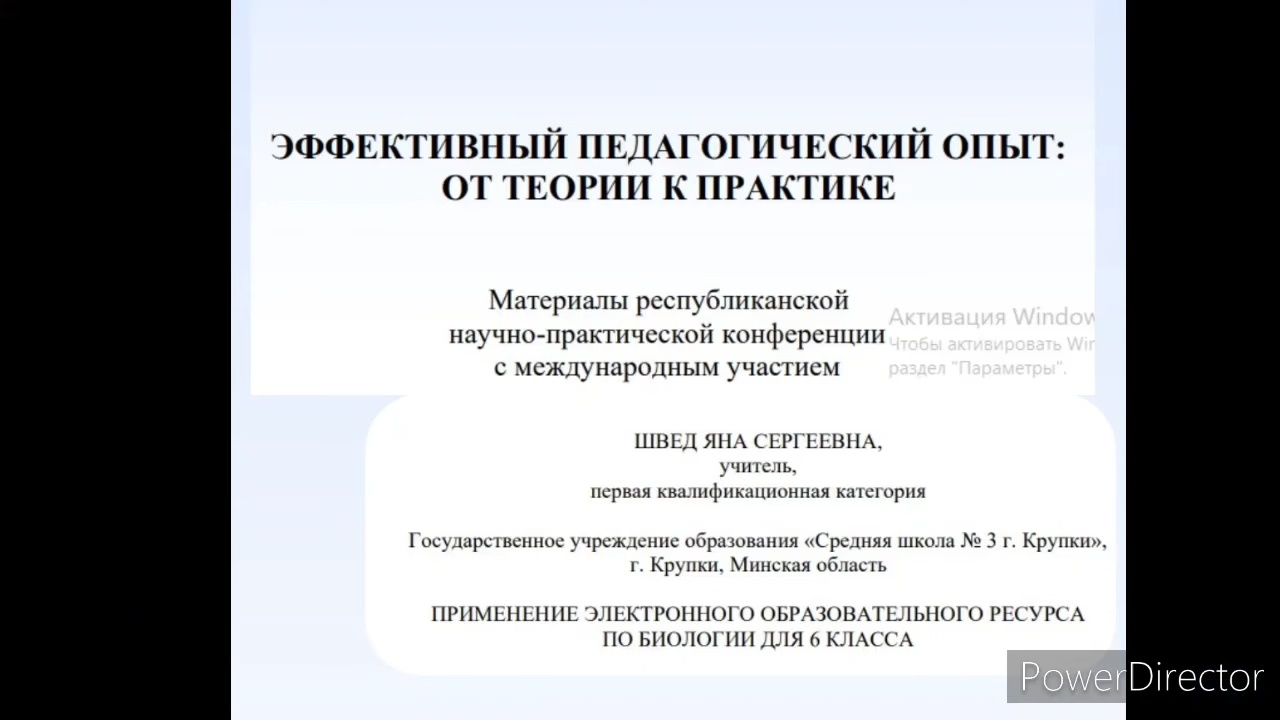 ЭФФЕКТИВНЫЙ ПЕДАГОГИЧЕСКИЙ ОПЫТ:
ОТ ТЕОРИИ К ПРАКТИКЕ
Материалы республиканской
научно-практической конференции
с международным участием
Активация Window
Чтобы активировать Wir
раздел "Параметры".
ШВЕД ЯНА СЕРГЕЕВНА,
учитель,
первая квалификационная категория
Государственное учреждение образования «Средняя школа № 3 г. Крупки»,
г. Крупки, Минская область
ПРИМЕНЕНИЕ ЭЛЕКТРОННОГО ОБРАЗОВАТЕЛЬНОГО РЕСУРСА
ПО БИОЛОГИИ ДЛЯ 6 КЛАССА
PowerDirector